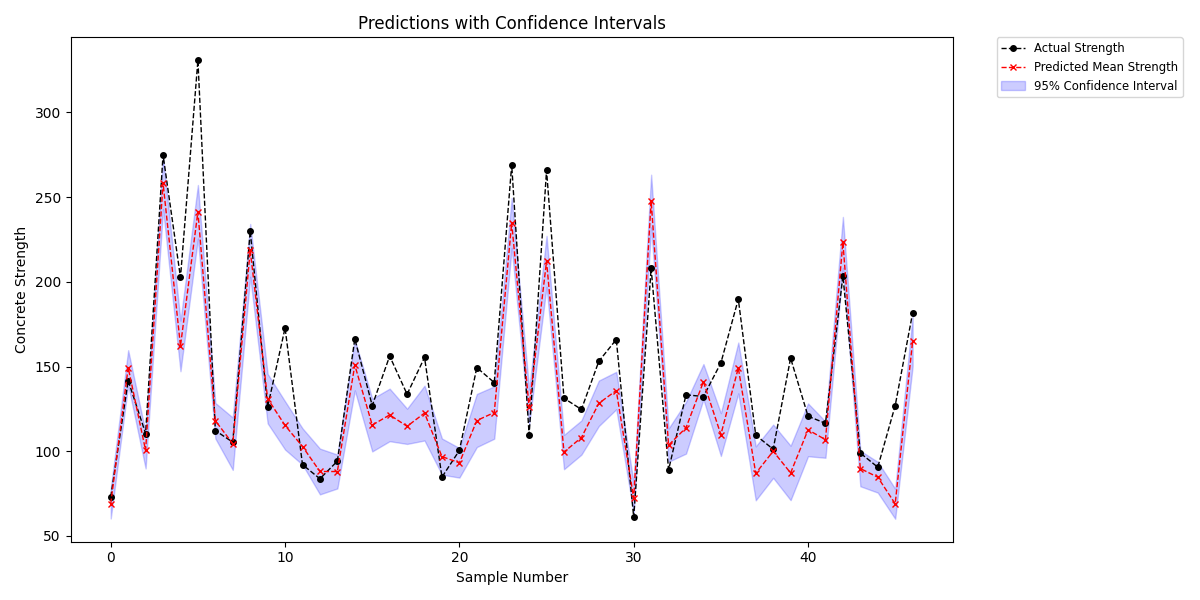 Predictions with Confidence Intervals
Actual Strength
Predicted Mean Strength
95% Confidence Interval
Concrete Strength
300
250
200
150
100
50
0
10
20
30
40
Sample Number